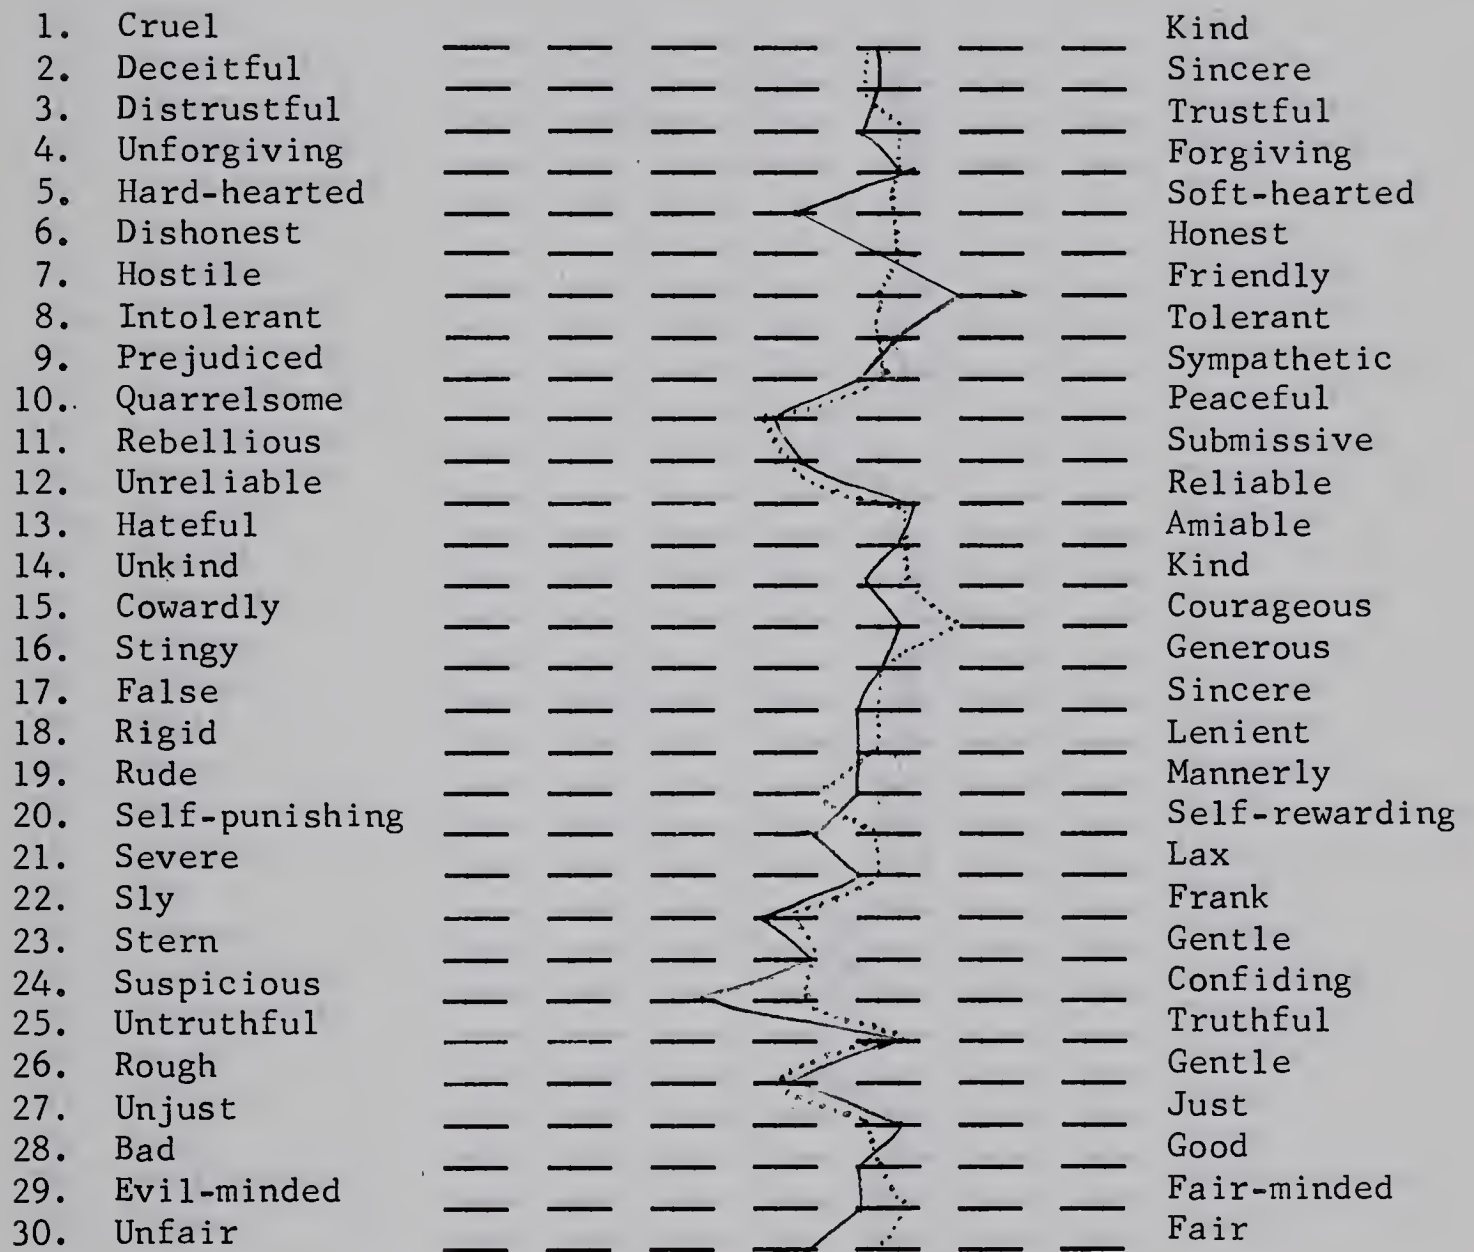 1. Cruel Kind
2. Deceitful Sincere
3. Distrustful Trustful
4. Unforgiving Forgiving
5. Hard-hearted Soft-hearted
6. Dishonest Honest
7. Hostile Friendly
8. Intolerant Tolerant
9. Prejudiced Sympathetic
10. Quarrelsome Peaceful
11. Rebellious Submissive
12. Unreliable Reliable
13. Hateful Amiable
14. Unkind Kind
15. Cowardly Courageous
16. Stingy Generous
17. False Sincere
18. Rigid Lenient
19. Rude Mannerly
20. Self-punishing Self-rewarding
21. Severe Lax
22. Sly Frank
23. Stern Gentle
24. Suspicious Confiding
25. Untruthful Truthful
26. Rough Gentle
27. Unjust Just
28. Bad Good
29. Evil-minded Fair-minded
30. Unfair Fair